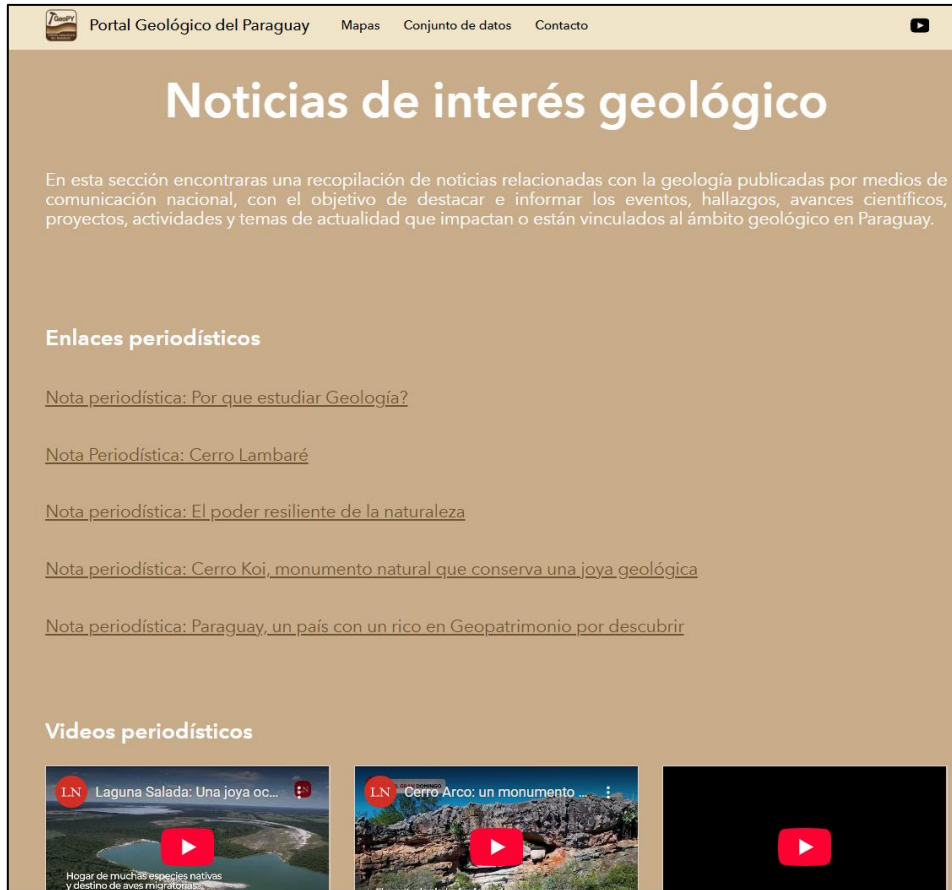 GeoPY
Portal Geológico del Paraguay Mapas Conjunto de datos Contacto
Noticias de interés geológico
En esta sección encontraras una recopilación de noticias relacionadas con la geología publicadas por medios de
comunicación nacional, con el objetivo de destacar e informar los eventos, hallazgos, avances científicos,
proyectos, actividades y temas de actualidad que impactan o están vinculados al ámbito geológico en Paraguay.
Enlaces periodísticos
Nota periodística: Por que estudiar Geología?
Nota Periodística: Cerro Lambaré
Nota periodística: El poder resiliente de la naturaleza
Nota periodística: Cerro Koi, monumento natural que conserva una joya geológica
Nota periodística: Paraguay, un país con un rico en Geopatrimonio por descubrir
Videos periodísticos
LN Laguna Salada: Una joya oc...
Hogar de muchas especies nativas
y destino de aves migratorias
LN Cerro Arco: un monumento ...